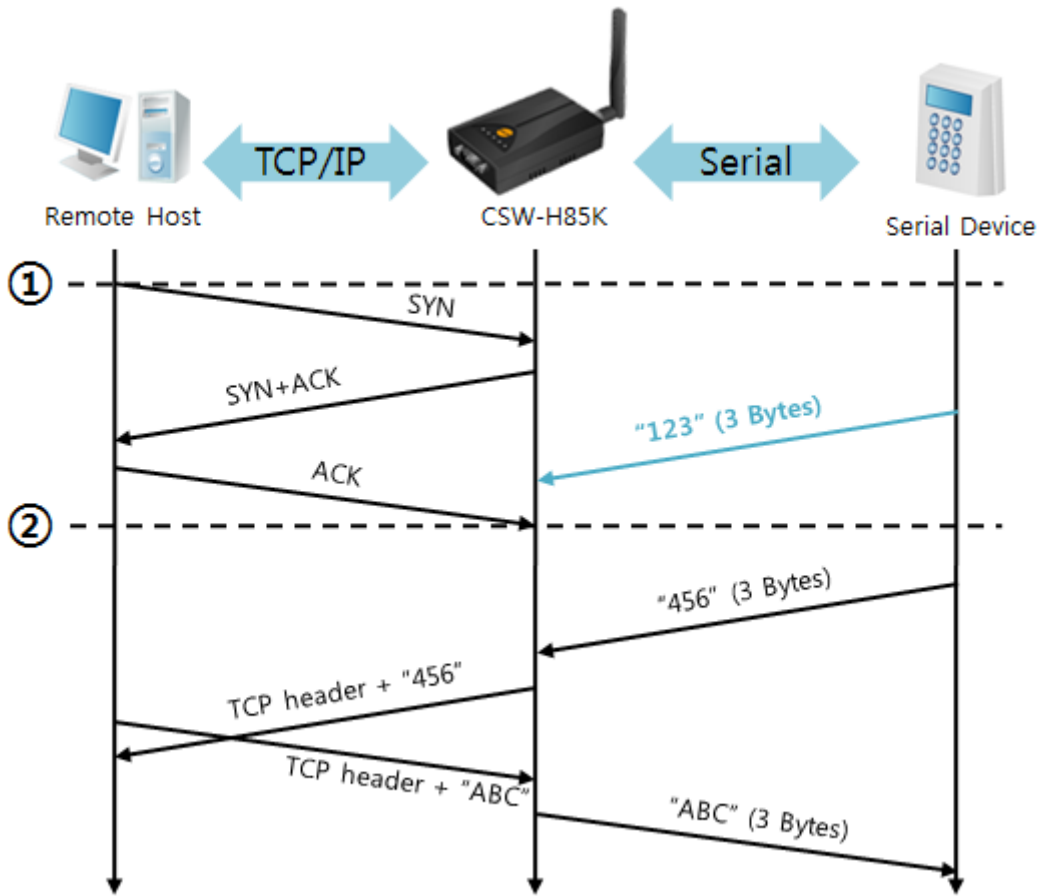 TCP/IP
Serial
Remote Host
CSW-H85K
Serial Device
①
SYN
SYN+ACK
"123" (3 Bytes)
ACK
②
"456" (3 Bytes)
TCP header + "456"
TCP header + "ABC"
"ABC" (3 Bytes)